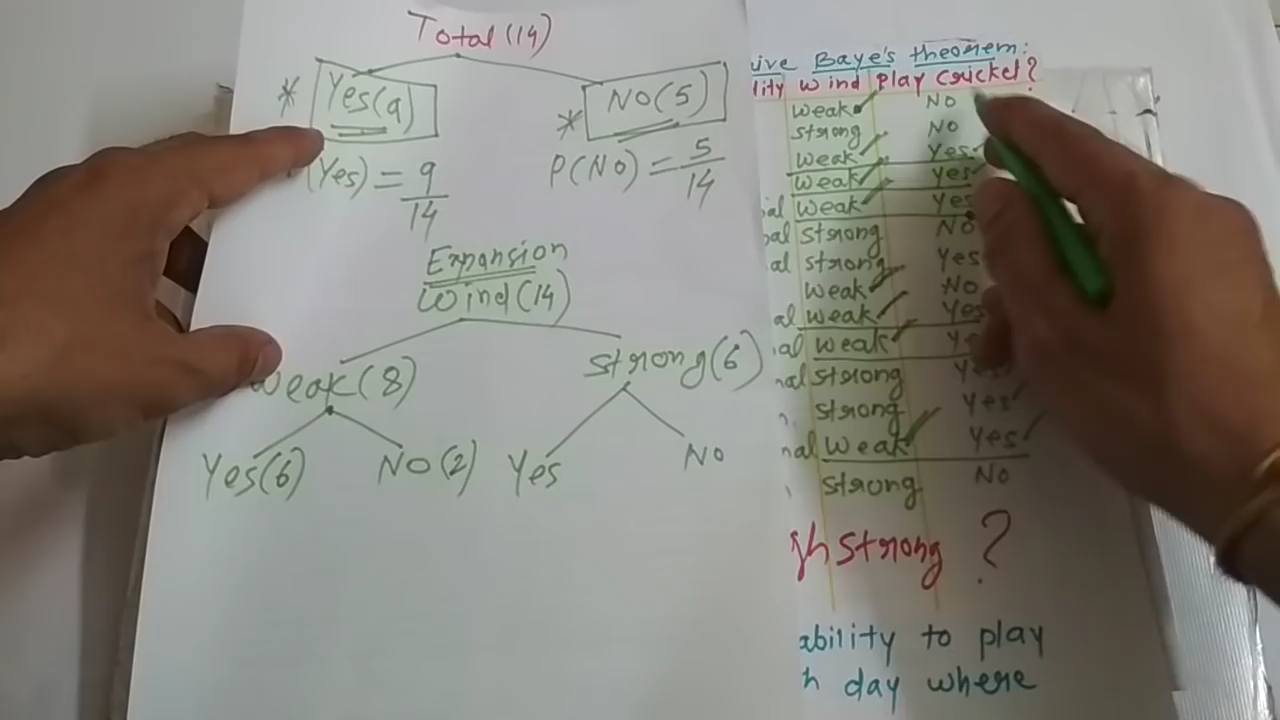 Total (14)
Yes(9)
NO(5)
(Yes) = 9/14
P(NO) = 5/14
Expansion
Wind(14)
weak(8)
strong(6)
Yes(6)
NO(2)
Yes
No
Baye's theorem:
Wind Play cricket?
Weak NO
strong NO
Weak Yes
Weak Yes
Weak Yes
strong NO
strong Yes
Weak NO
Weak Yes
Weak
strong
strong Yes
Weak Yes
strong NO
strong ?
to play
day where